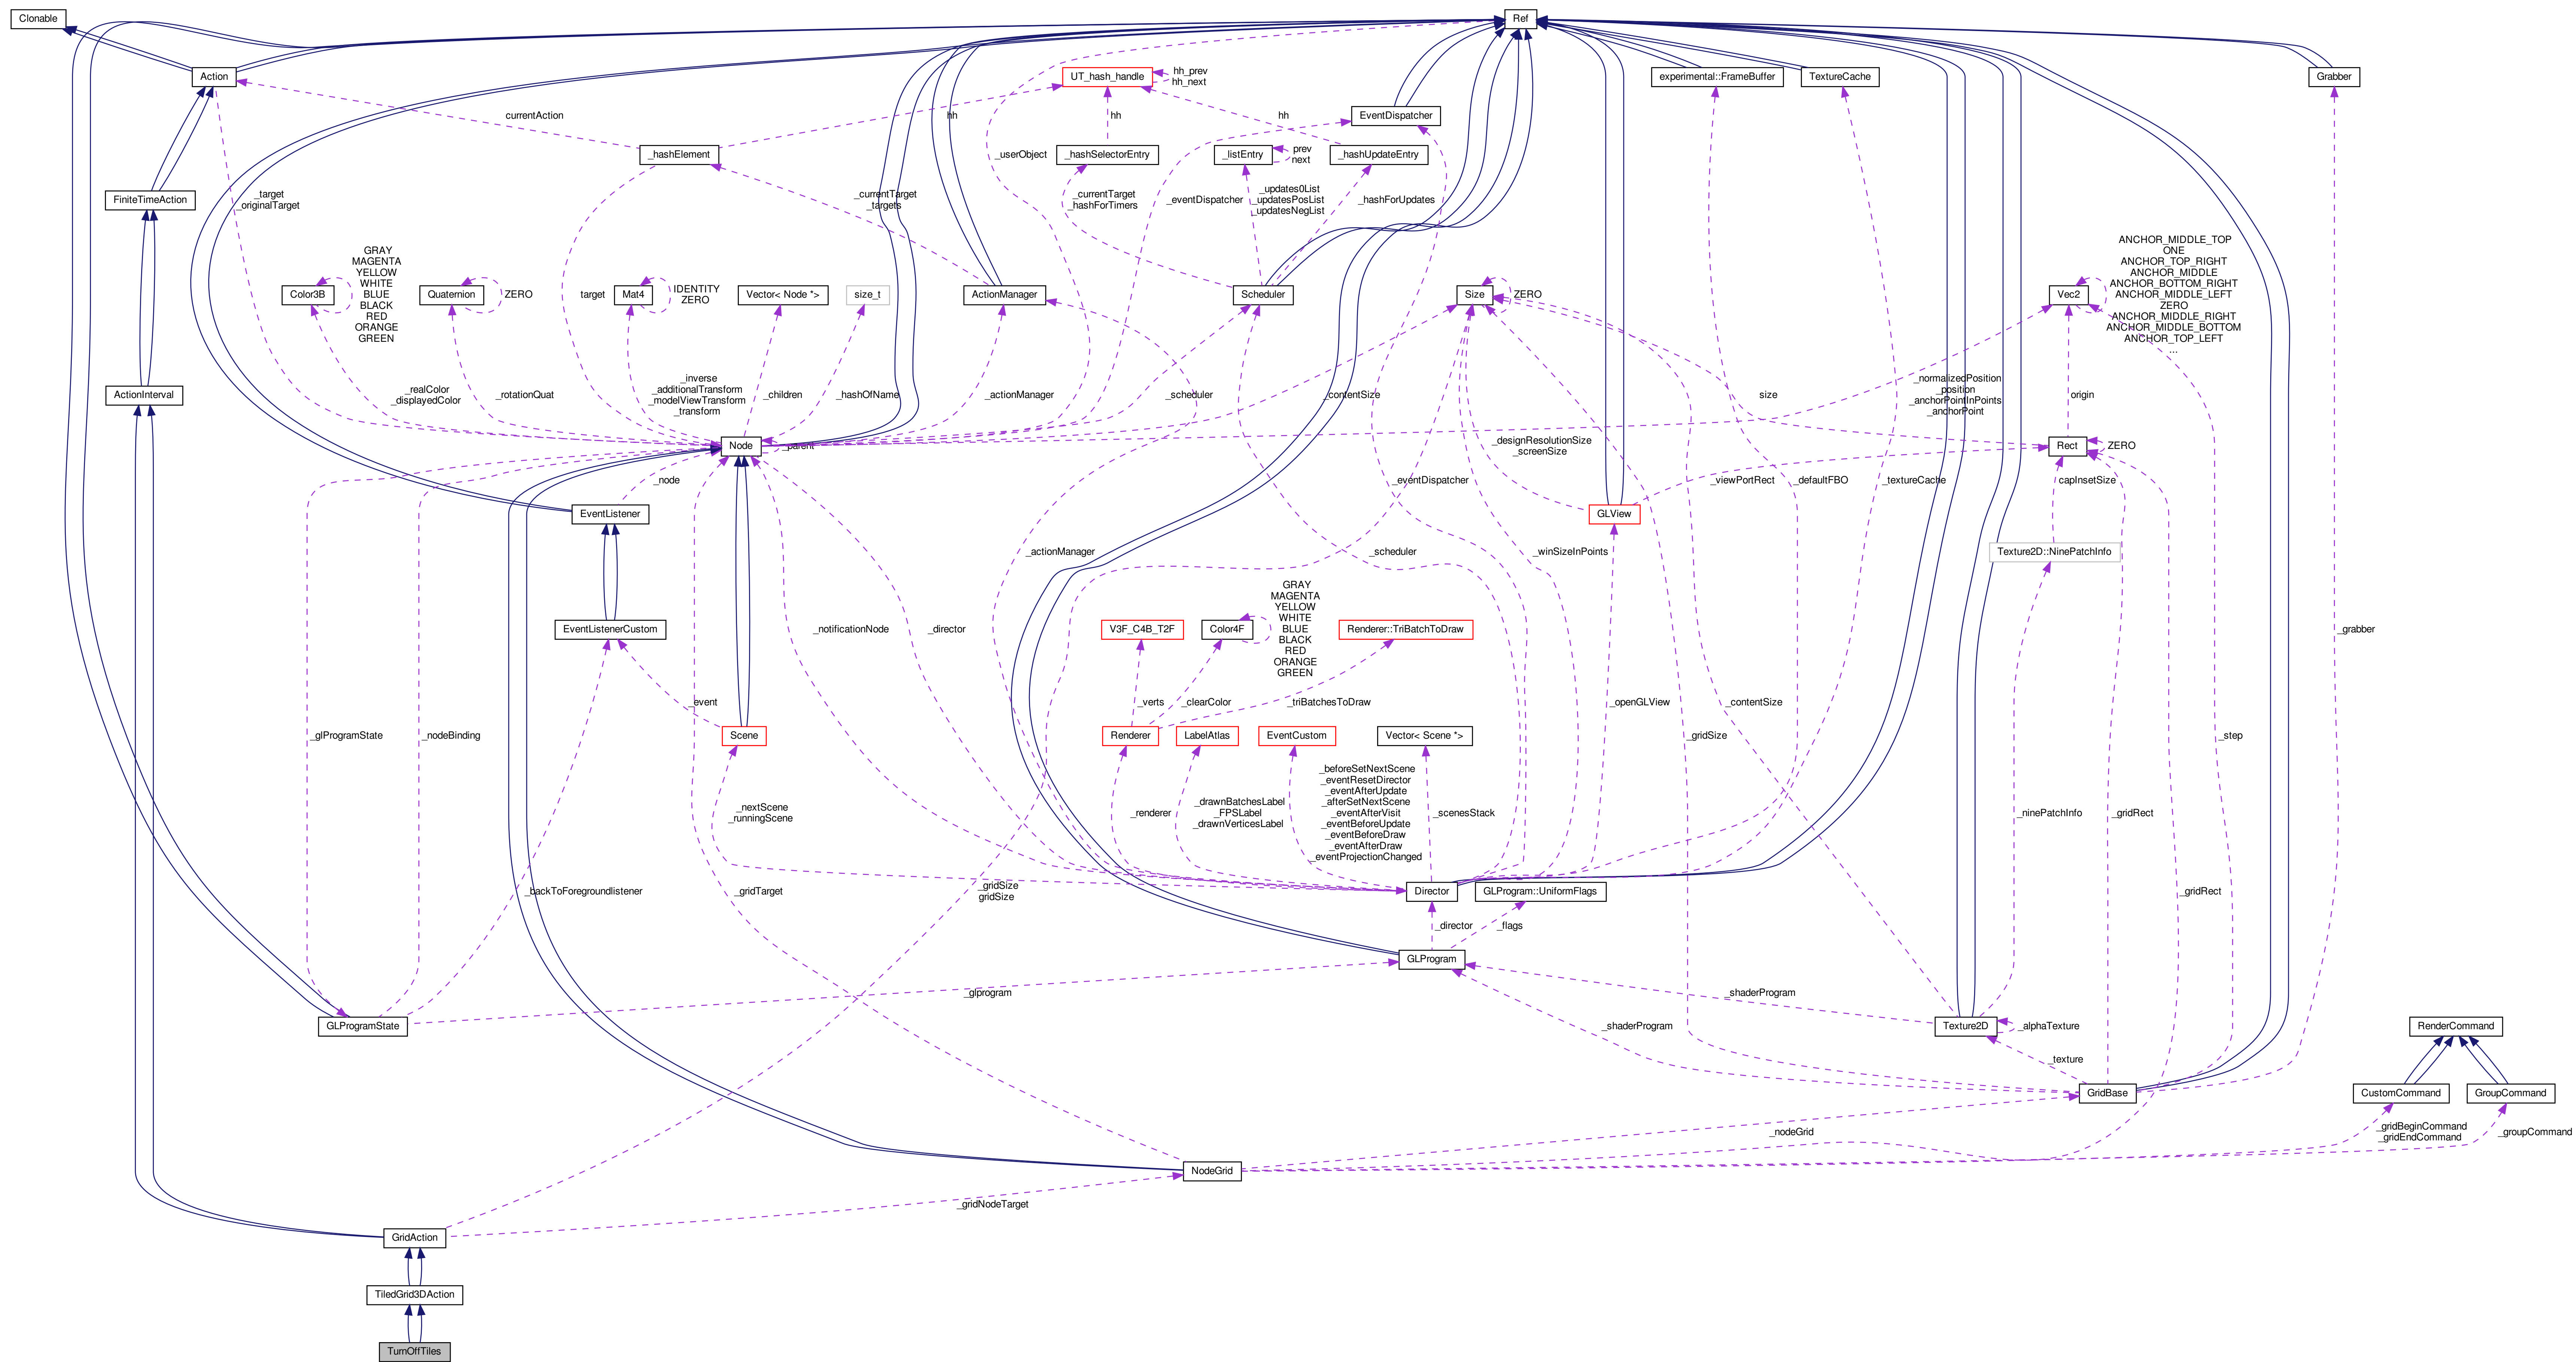 Clonable
Ref
Action
UT_hash_handle
hh_prev
hh_next
experimental::FrameBuffer
TextureCache
Grabber
currentAction
hh
hh
EventDispatcher
hh
_hashElement
_userObject
_hashSelectorEntry
_listEntry
prev
next
_hashUpdateEntry
FiniteTimeAction
_target
_originalTarget
_currentTarget
_targets
_eventDispatcher
_currentTarget
_hashForTimers
_updates0List
_updatesPosList
_updatesNegList
_hashForUpdates
GRAY
MAGENTA
YELLOW
WHITE
BLUE
BLACK
RED
ORANGE
GREEN
ANCHOR_MIDDLE_TOP
ONE
ANCHOR_TOP_RIGHT
ANCHOR_MIDDLE
ANCHOR_BOTTOM_RIGHT
ANCHOR_MIDDLE_LEFT
ZERO
ANCHOR_MIDDLE_RIGHT
ANCHOR_MIDDLE_BOTTOM
ANCHOR_TOP_LEFT
...
Color3B
Quaternion
ZERO
target
Mat4
IDENTITY
ZERO
Vector< Node *>
size_t
ActionManager
Scheduler
Size
ZERO
Vec2
ActionInterval
_realColor
_displayedColor
_rotationQuat
_inverse
_additionalTransform
_modelViewTransform
_transform
_children
_hashOfName
_actionManager
_scheduler
_contentSize
size
_normalizedPosition
_position
_anchorPointInPoints
_anchorPoint
origin
Node
_parent
_designResolutionSize
_screenSize
Rect
ZERO
_node
_eventDispatcher
_viewPortRect
_defaultFBO
_textureCache
capInsetSize
EventListener
GLView
_actionManager
_scheduler
_winSizeInPoints
Texture2D::NinePatchInfo
GRAY
MAGENTA
YELLOW
WHITE
BLUE
BLACK
RED
ORANGE
GREEN
EventListenerCustom
_notificationNode
_director
V3F_C4B_T2F
Color4F
Renderer::TriBatchToDraw
_grabber
_event
_verts
_clearColor
_triBatchesToDraw
_openGLView
_contentSize
_glProgramState
_nodeBinding
Scene
Renderer
LabelAtlas
EventCustom
Vector< Scene *>
_gridSize
_step
_nextScene
_runningScene
_renderer
_drawnBatchesLabel
_FPSLabel
_drawnVerticesLabel
_beforeSetNextScene
_eventResetDirector
_eventAfterUpdate
_afterSetNextScene
_eventAfterVisit
_eventBeforeUpdate
_eventBeforeDraw
_eventAfterDraw
_eventProjectionChanged
_scenesStack
_ninePatchInfo
_gridRect
_backToForegroundlistener
_gridTarget
_gridSize
gridSize
Director
GLProgram::UniformFlags
_gridRect
_director
_flags
GLProgram
_glprogram
_shaderProgram
GLProgramState
_shaderProgram
Texture2D
_alphaTexture
RenderCommand
_texture
GridBase
CustomCommand
GroupCommand
_nodeGrid
_gridBeginCommand
_gridEndCommand
_groupCommand
NodeGrid
_gridNodeTarget
GridAction
TiledGrid3DAction
TurnOffTiles